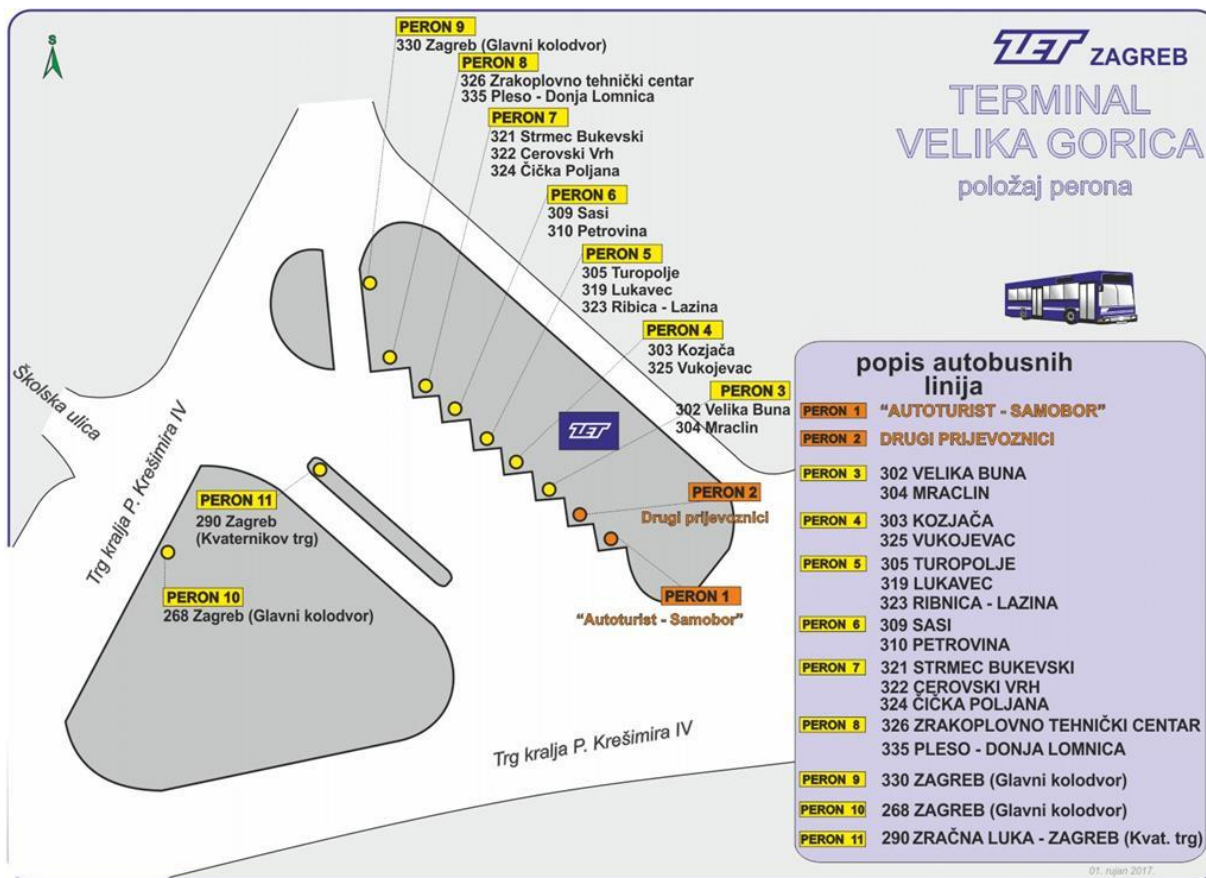 S
ZET ZAGREB
TERMINAL
VELIKA GORICA
položaj perona
PERON 9
330 Zagreb (Glavni kolodvor)
PERON 8
326 Zrakoplovno tehnički centar
335 Pleso - Donja Lomnica
PERON 7
321 Strmec Bukevski
322 Cerovski Vrh
324 Čička Poljana
PERON 6
309 Sasi
310 Petrovina
PERON 5
305 Turopolje
319 Lukavec
323 Ribica - Lazina
PERON 4
303 Kozjača
325 Vukojevac
PERON 3
302 Velika Buna
304 Mraclin
ZET
PERON 2
Drugi prijevoznici
PERON 1
“Autoturist - Samobor”
Školska ulica
Trg kralja P. Krešimira IV
PERON 11
290 Zagreb
(Kvaternikov trg)
PERON 10
268 Zagreb (Glavni kolodvor)
Trg kralja P. Krešimira IV
popis autobusnih
linija
PERON 1 “AUTOTURIST - SAMOBOR”
PERON 2 DRUGI PRIJEVOZNICI
PERON 3 302 VELIKA BUNA
304 MRACLIN
PERON 4 303 KOZJAČA
325 VUKOJEVAC
PERON 5 305 TUROPOLJE
319 LUKAVEC
323 RIBNICA - LAZINA
PERON 6 309 SASI
310 PETROVINA
PERON 7 321 STRMEC BUKEVSKI
322 CEROVSKI VRH
324 ČIČKA POLJANA
PERON 8 326 ZRAKOPLOVNO TEHNIČKI CENTAR
335 PLESO - DONJA LOMNICA
PERON 9 330 ZAGREB (Glavni kolodvor)
PERON 10 268 ZAGREB (Glavni kolodvor)
PERON 11 290 ZRAČNA LUKA - ZAGREB (Kvat. trg)
01. rujan 2017.